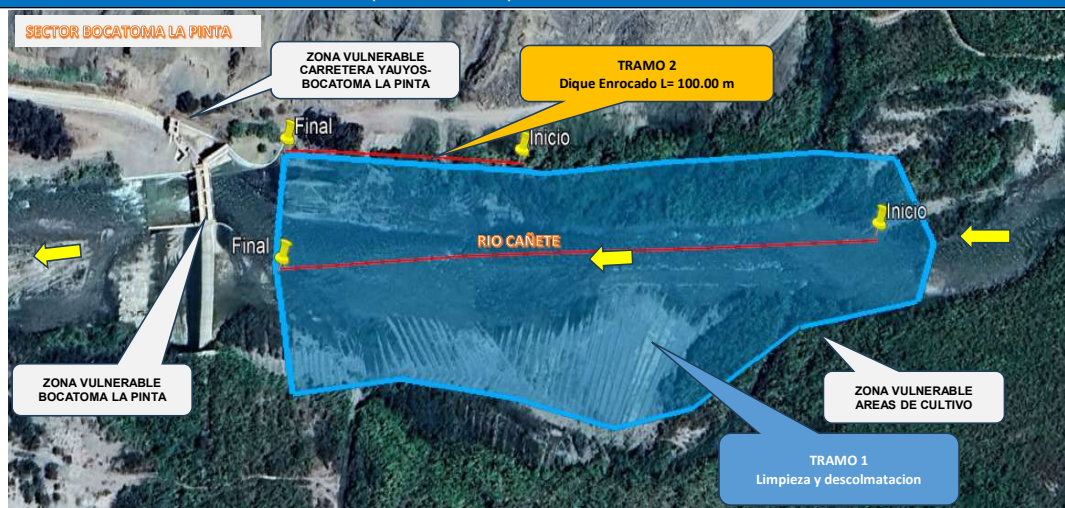 SECTOR BOCATOMA LA PINTA
ZONA VULNERABLE
CARRETERA YAUYOS-
BOCATOMA LA PINTA
TRAMO 2
Dique Enrocado L= 100.00 m
Final
Inicio
Inicio
Final
RIO CAÑETE
ZONA VULNERABLE
BOCATOMA LA PINTA
ZONA VULNERABLE
AREAS DE CULTIVO
TRAMO 1
Limpieza y descolmatacion